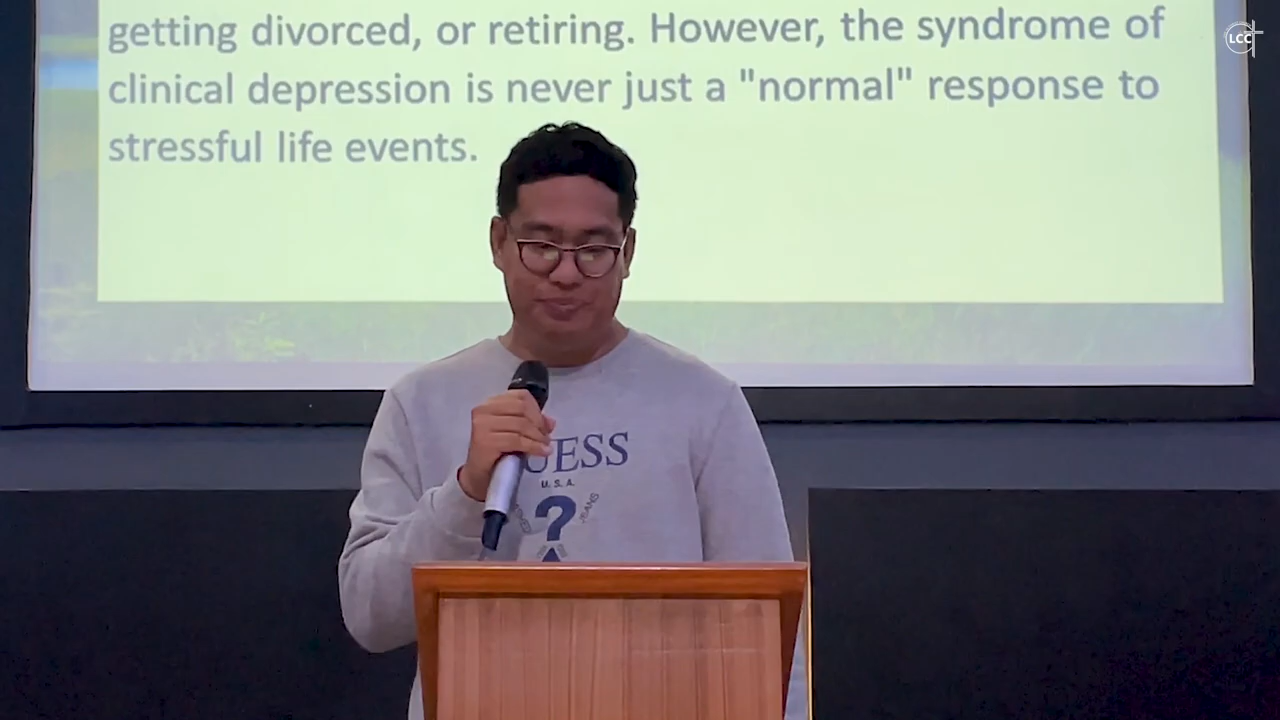 getting divorced, or retiring. However, the syndrome of
clinical depression is never just a "normal" response to
stressful life events.
LCC
UESS
U.S.A.
?
JEANS